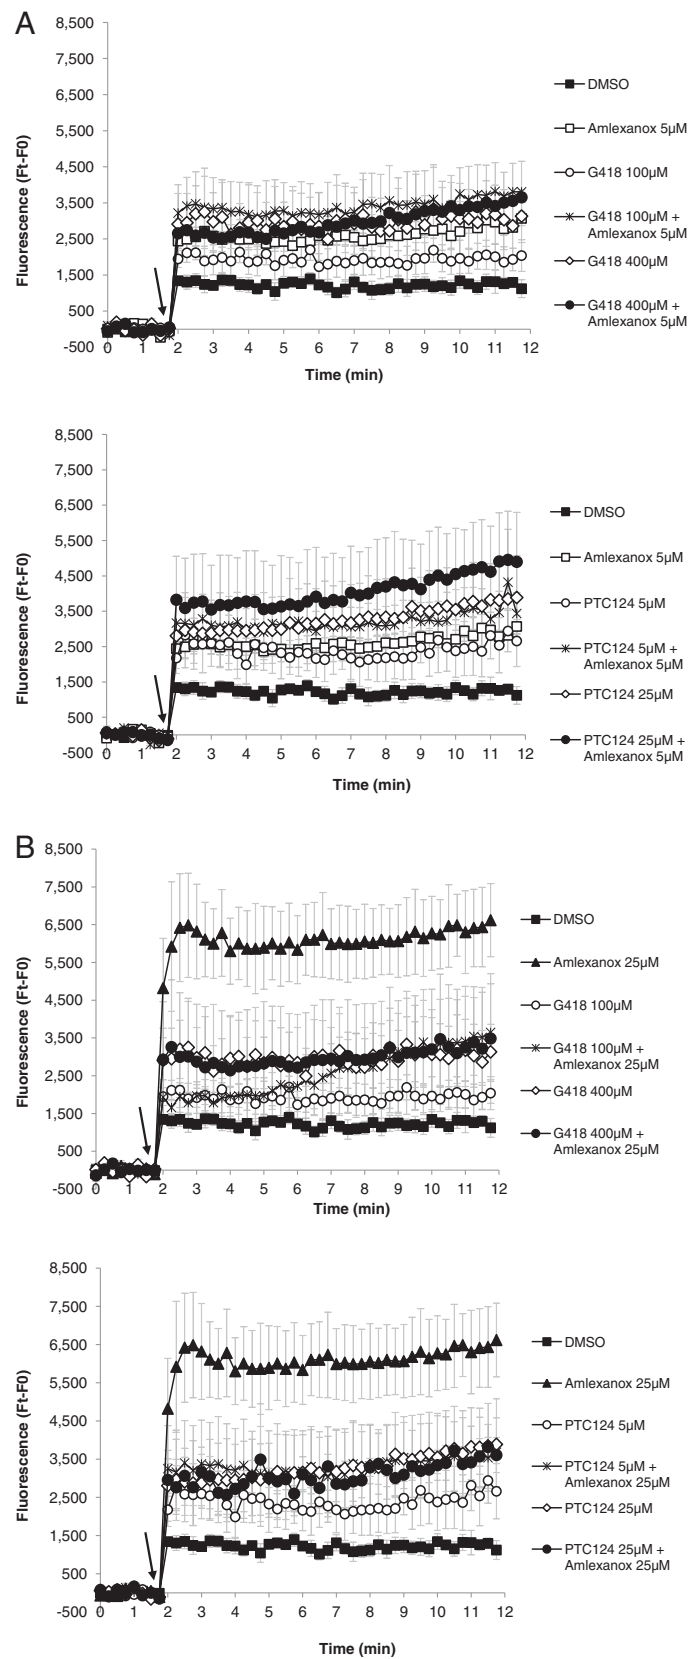 A
8,500
7,500
6,500
5,500
4,500
3,500
2,500
1,500
500
-500
Fluorescence (Ft-F0)
0 1 2 3 4 5 6 7 8 9 10 11 12
Time (min)
DMSO
Amlexanox 5µM
G418 100µM
G418 100µM +
Amlexanox 5µM
G418 400µM
G418 400µM +
Amlexanox 5µM
8,500
7,500
6,500
5,500
4,500
3,500
2,500
1,500
500
-500
Fluorescence (Ft-F0)
0 1 2 3 4 5 6 7 8 9 10 11 12
Time (min)
DMSO
Amlexanox 5µM
PTC124 5µM
PTC124 5µM +
Amlexanox 5µM
PTC124 25µM
PTC124 25µM +
Amlexanox 5µM
B
8,500
7,500
6,500
5,500
4,500
3,500
2,500
1,500
500
-500
Fluorescence (Ft-F0)
0 1 2 3 4 5 6 7 8 9 10 11 12
Time (min)
DMSO
Amlexanox 25µM
G418 100µM
G418 100µM +
Amlexanox 25µM
G418 400µM
G418 400µM +
Amlexanox 25µM
8,500
7,500
6,500
5,500
4,500
3,500
2,500
1,500
500
-500
Fluorescence (Ft-F0)
0 1 2 3 4 5 6 7 8 9 10 11 12
Time (min)
DMSO
Amlexanox 25µM
PTC124 5µM
PTC124 5µM +
Amlexanox 25µM
PTC124 25µM
PTC124 25µM +
Amlexanox 25µM